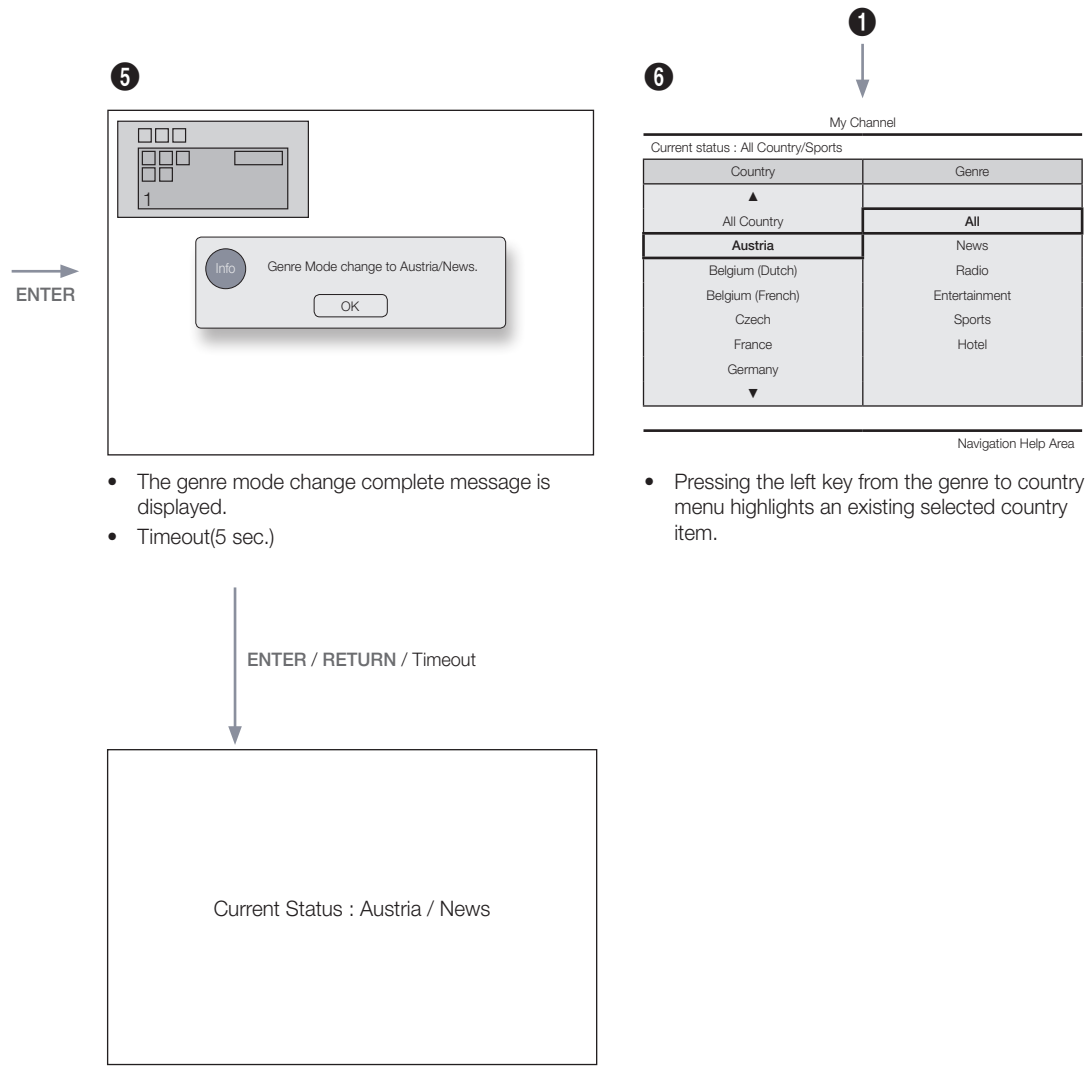 ❶
❺
❻
1
Info
Genre Mode change to Austria/News.
OK
ENTER
My Channel
Current status : All Country/Sports
Country Genre
▲
All Country All
Austria News
Belgium (Dutch) Radio
Belgium (French) Entertainment
Czech Sports
France Hotel
Germany
▼
Navigation Help Area
• The genre mode change complete message is
displayed.
• Timeout(5 sec.)
• Pressing the left key from the genre to country
menu highlights an existing selected country
item.
ENTER / RETURN / Timeout
Current Status : Austria / News